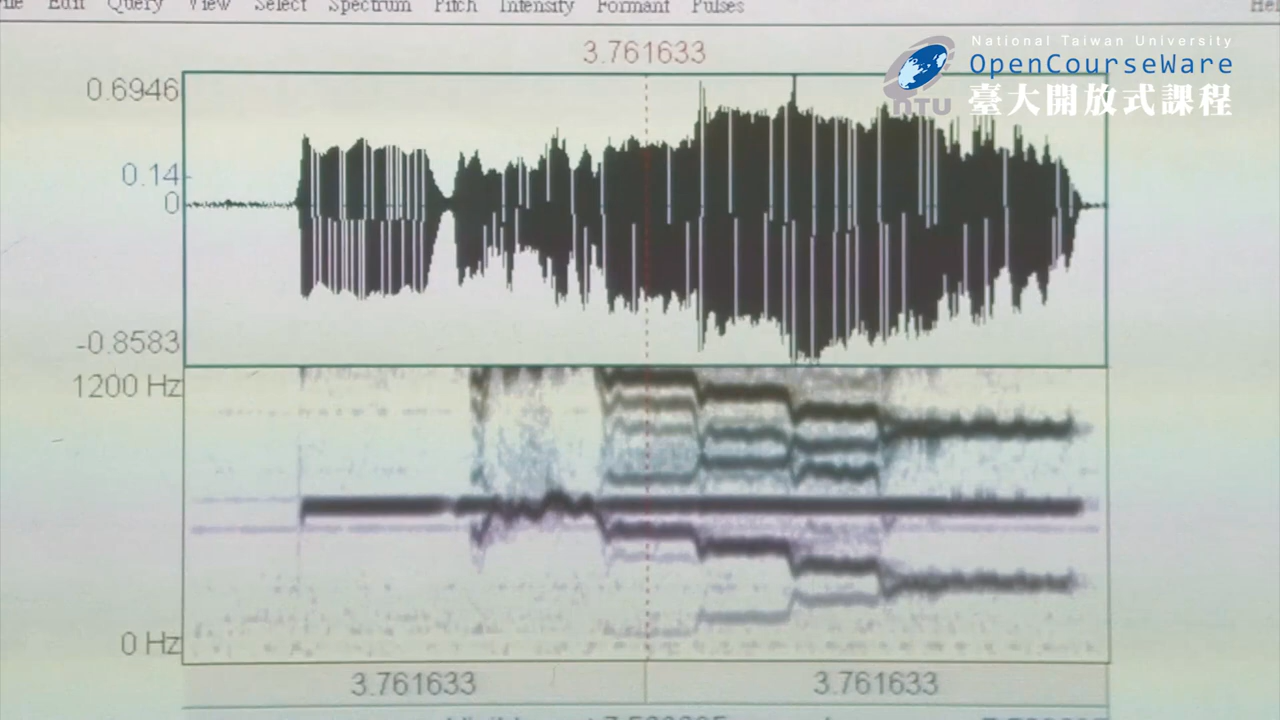 Edit Query View Select Spectrum Pitch Intensity Formant Pulses
3.761633
National Taiwan University
OpenCourseWare
臺大開放式課程
NTU
0.6946
0.14
0
-0.8583
1200 Hz
0 Hz
3.761633 3.761633